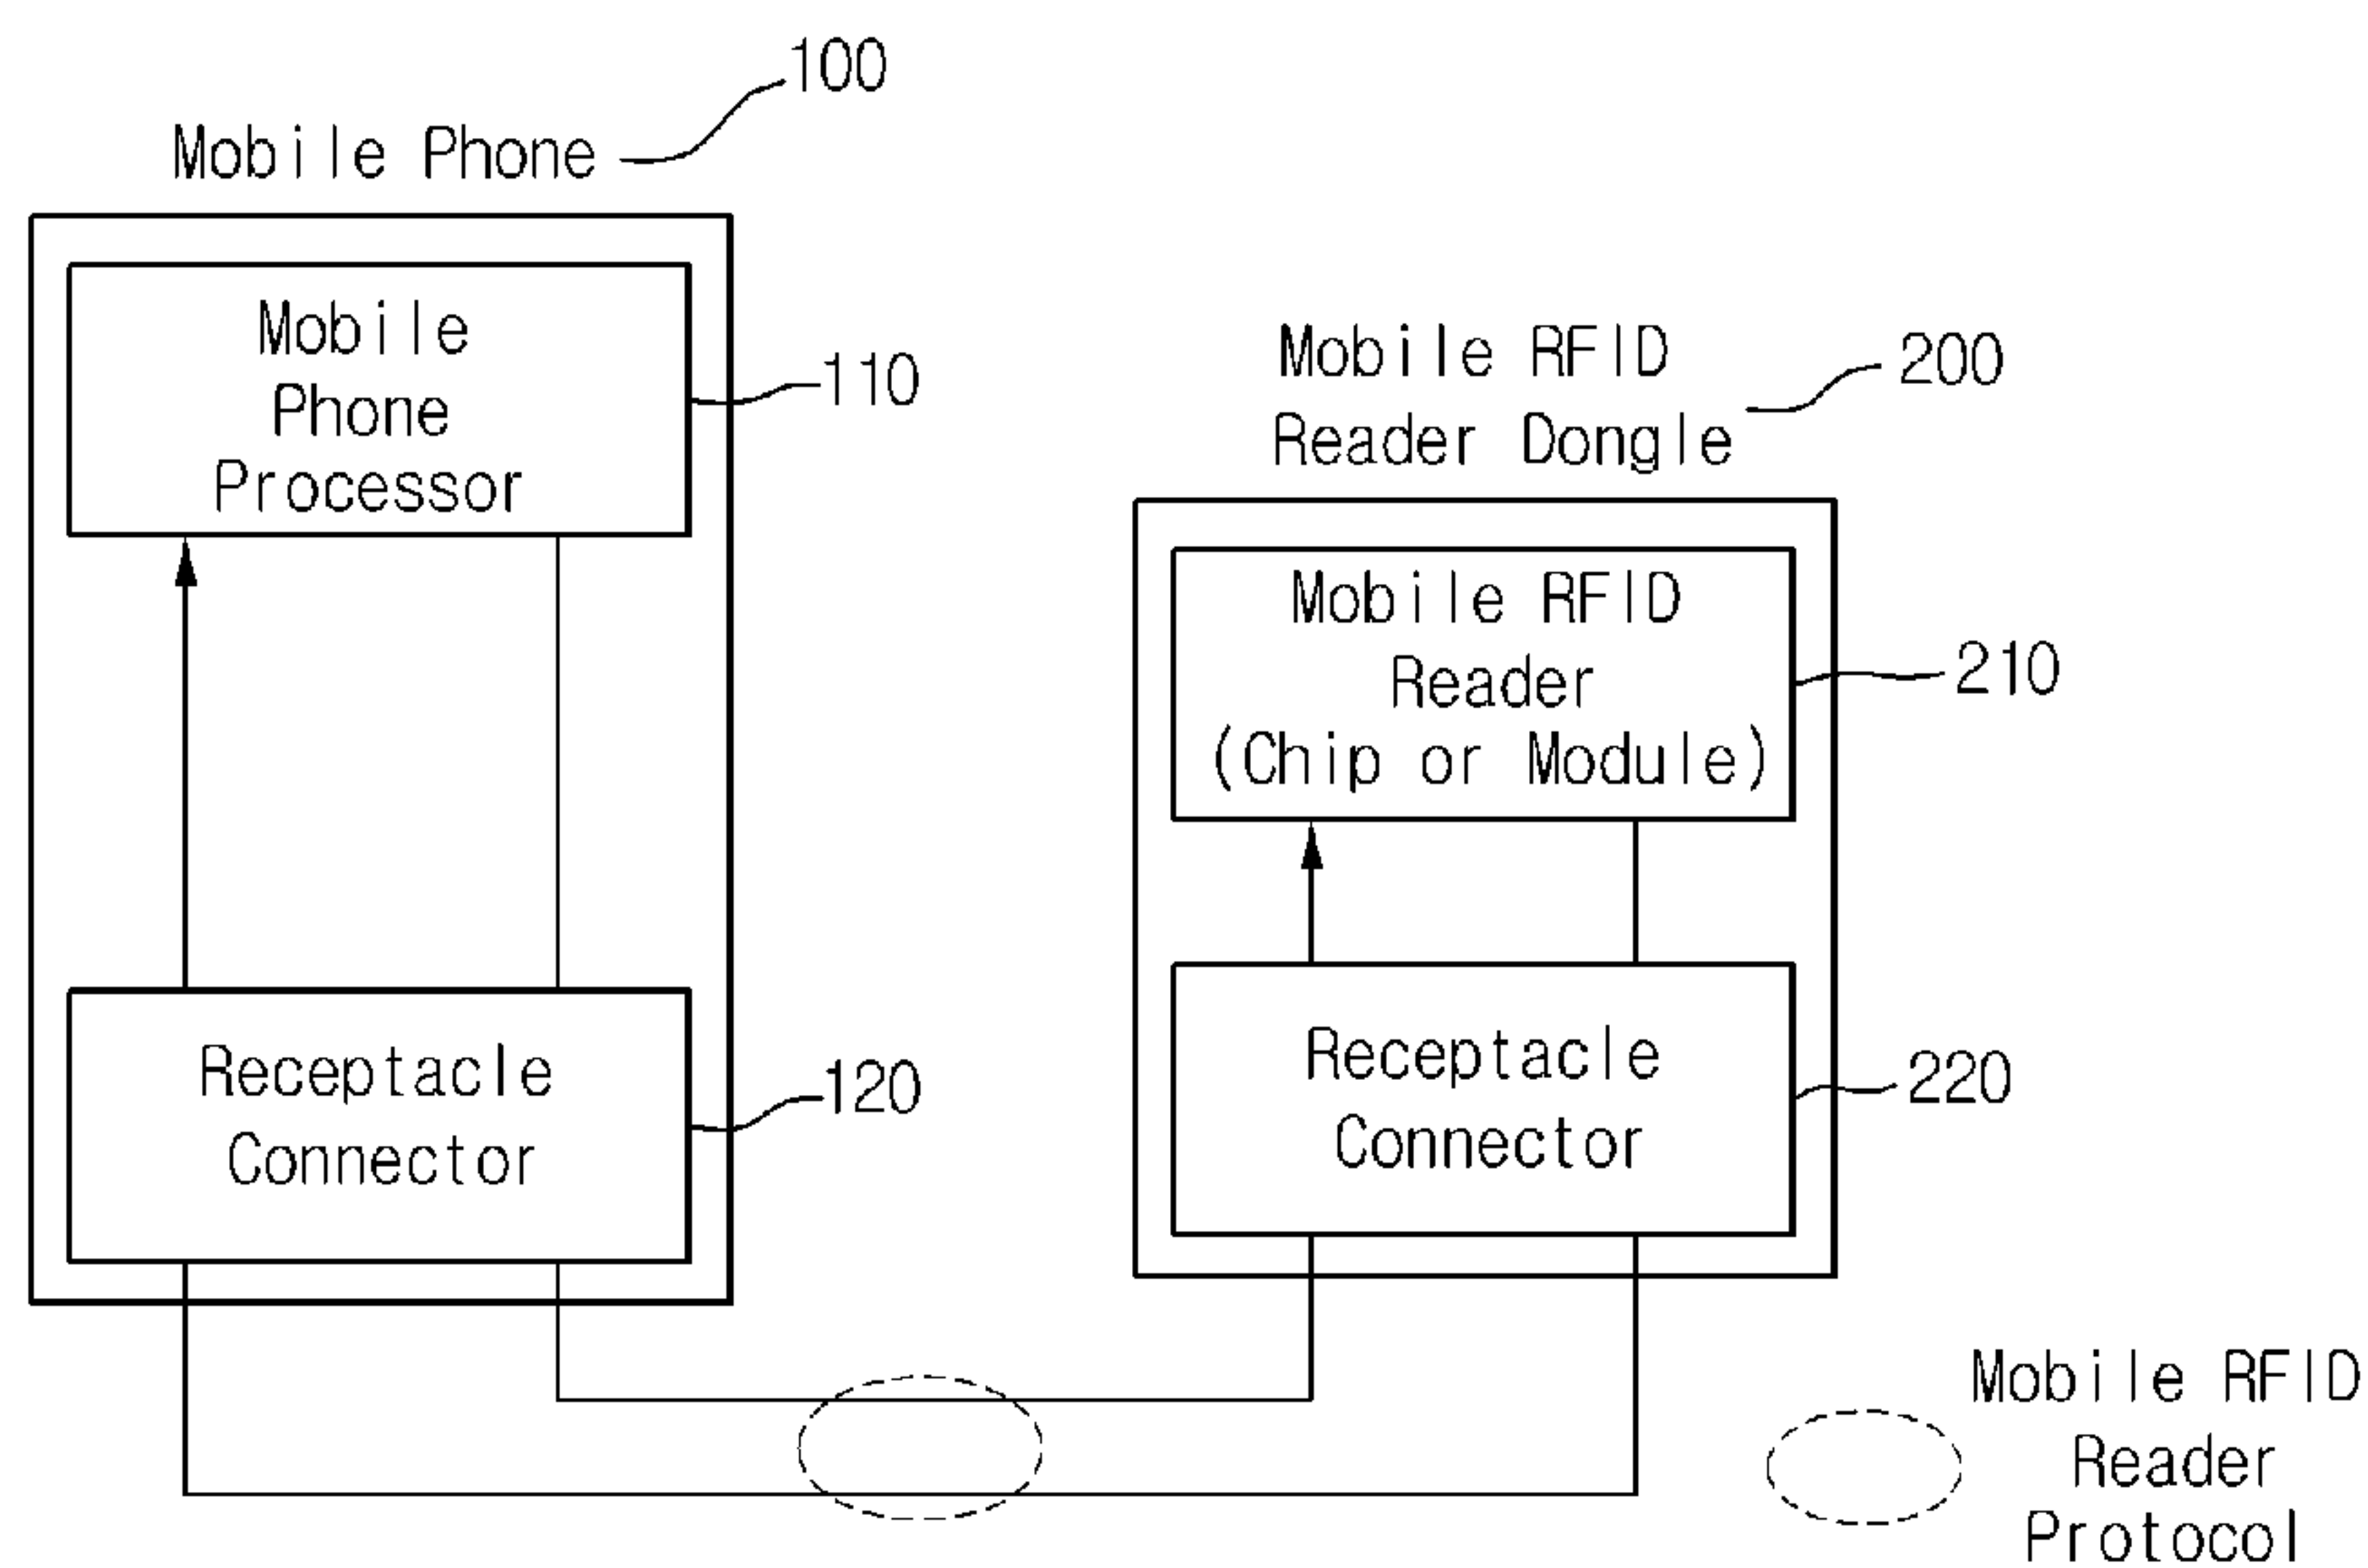 100
Mobile Phone
Mobile
Phone
Processor
110
Receptacle
Connector
120
Mobile RFID
Reader Dongle
200
Mobile RFID
Reader
(Chip or Module)
210
Receptacle
Connector
220
Mobile RFID
Reader
Protocol